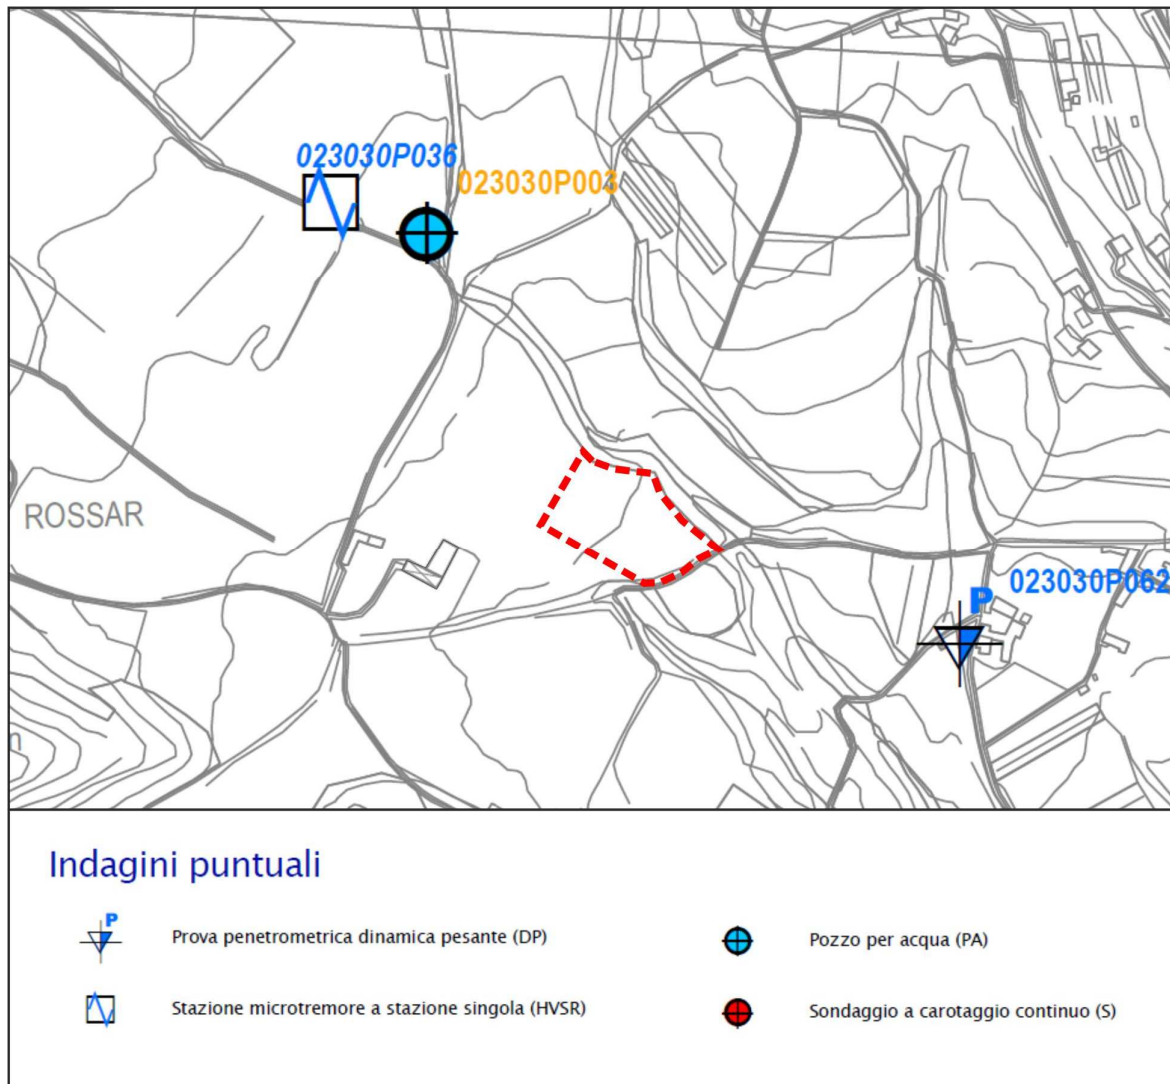 023030P036
023030P003
ROSSAR
023030P062
P
Indagini puntuali
P
Prova penetrometrica dinamica pesante (DP)
Pozzo per acqua (PA)
Stazione microtremore a stazione singola (HVSR)
Sondaggio a carotaggio continuo (S)